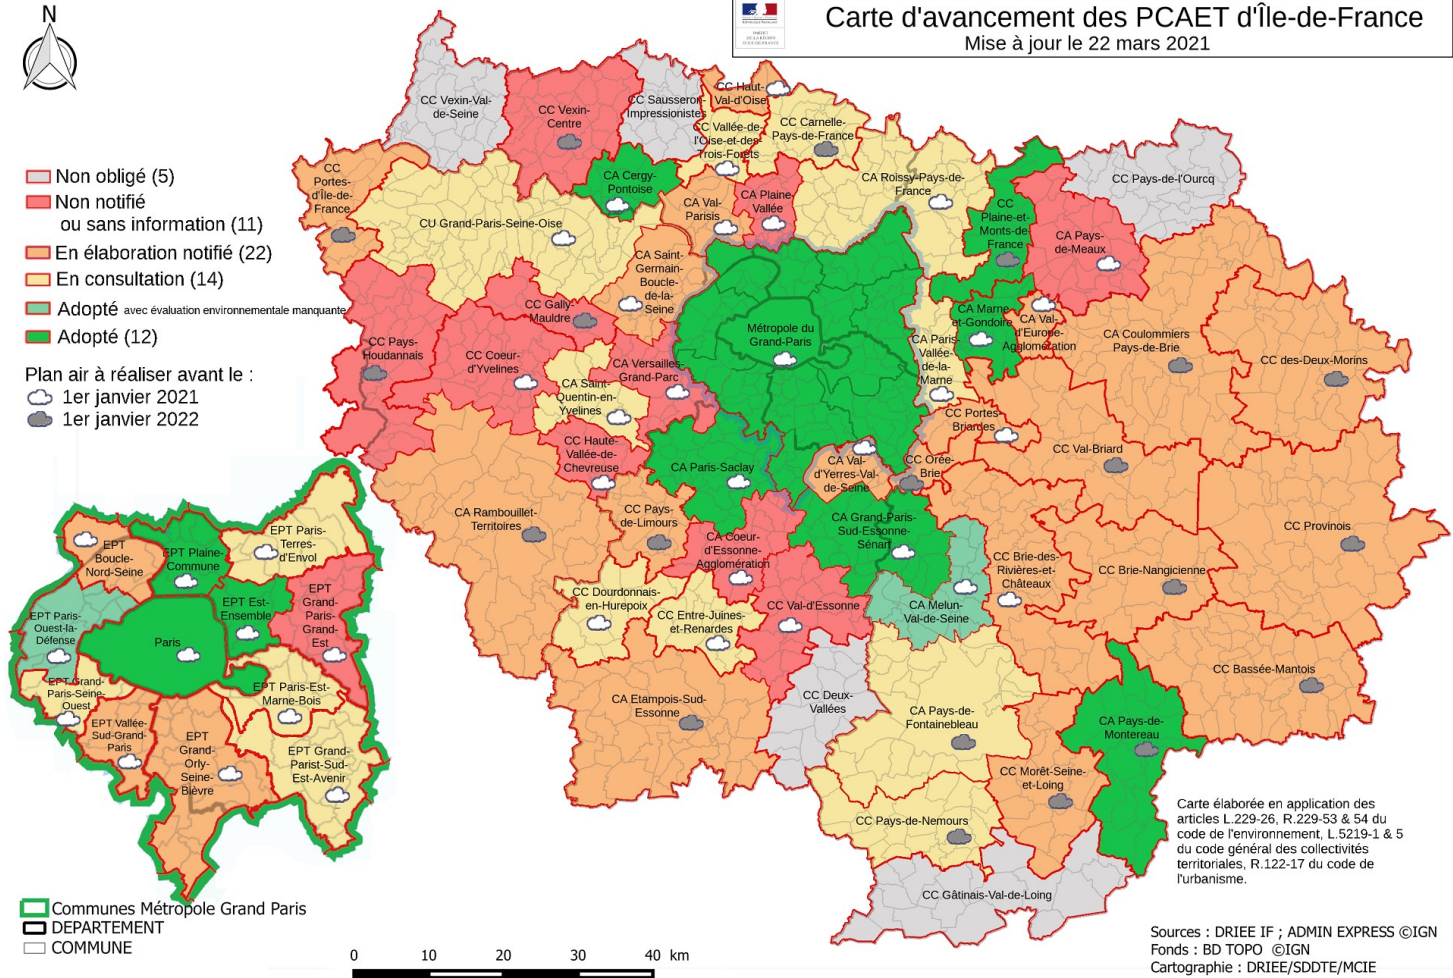 N
Carte d'avancement des PCAET d'Île-de-France
Mise à jour le 22 mars 2021
Non obligé (5)
Non notifié
ou sans information (11)
En élaboration notifié (22)
En consultation (14)
Adopté avec évaluation environnementale manquante
Adopté (12)
Plan air à réaliser avant le :
1er janvier 2021
1er janvier 2022
CC Vexin-Val-
de-Seine
CC Vexin-
Centre
CC Sausseron-
Impressionistes
CC Haut-
Val-d'Oise
CC Vallée-de-
l'Oise-et-des-
Trois-Forets
CC Carnelle-
Pays-de-France
CC
Portes-
d'Île-de-
France
CU Grand-Paris-Seine-Oise
CA Cergy-
Pontoise
CA Val-
Parisis
CA Plaine-
Vallée
CA Roissy-Pays-de-
France
CC
Plaine-et-
Monts-de-
France
CC Pays-de-l'Ourcq
CA Pays-
de-Meaux
CA Saint-
Germain-
Boucle-
de-la-
Seine
CC Gally-
Mauldre
CC Pays-
Houdannais
CC Coeur-
d'Yvelines
CA Versailles-
Grand-Parc
CA Saint-
Quentin-en-
Yvelines
CC Haute-
Vallée-de-
Chevreuse
Métropole du
Grand-Paris
CA Paris-
Vallée-
de-la-
Marne
CA Marne-
et-Gondoire
CA Val-
d'Europe-
Agglomération
CA Coulommiers
Pays-de-Brie
CC des-Deux-Morins
CC Portes-
Briardes
CC Orée-
Brie-
CC Val-Briard
CA Paris-Saclay
CA Val-
d'Yerres-Val-
de-Seine
CA Grand-Paris-
Sud-Essonne-
Sénart
CA Rambouillet-
Territoires
CC Pays-
de-Limours
CA Coeur-
d'Essonne-
Agglomération
CC Provinois
CC Brie-des-
Rivières-et-
Châteaux
CC Brie-Nangicienne
CC Dourdonnais-
en-Hurepoix
CC Entre-Juines-
et-Renardes
CC Val-d'Essonne
CA Melun-
Val-de-Seine
CA Etampois-Sud-
Essonne
CC Deux-
Vallées
CA Pays-de-
Fontainebleau
CC Bassée-Mantois
CA Pays-de-
Montereau
CC Morêt-Seine-
et-Loing
CC Pays-de-Nemours
CC Gâtinais-Val-de-Loing
EPT
Boucle-
Nord-Seine
EPT Plaine-
Commune
EPT Paris-
Terres-
d'Envol
EPT Paris-
Ouest-la-
Défense
EPT Est-
Ensemble
EPT
Grand-
Paris-
Grand-
Est
Paris
EPT Grand-
Paris-Seine-
Ouest
EPT Paris-Est-
Marne-Bois
EPT Vallée-
Sud-Grand-
Paris
EPT
Grand-
Orly-
Seine-
Bièvre
EPT Grand-
Parist-Sud-
Est-Avenir
Communes Métropole Grand Paris
DEPARTEMENT
COMMUNE
0 10 20 30 40 km
Carte élaborée en application des
articles L.229-26, R.229-53 & 54 du
code de l'environnement, L.5219-1 & 5
du code général des collectivités
territoriales, R.122-17 du code de
l'urbanisme.
Sources : DRIEE IF ; ADMIN EXPRESS ©IGN
Fonds : BD TOPO ©IGN
Cartographie : DRIEE/SDDTE/MCIE